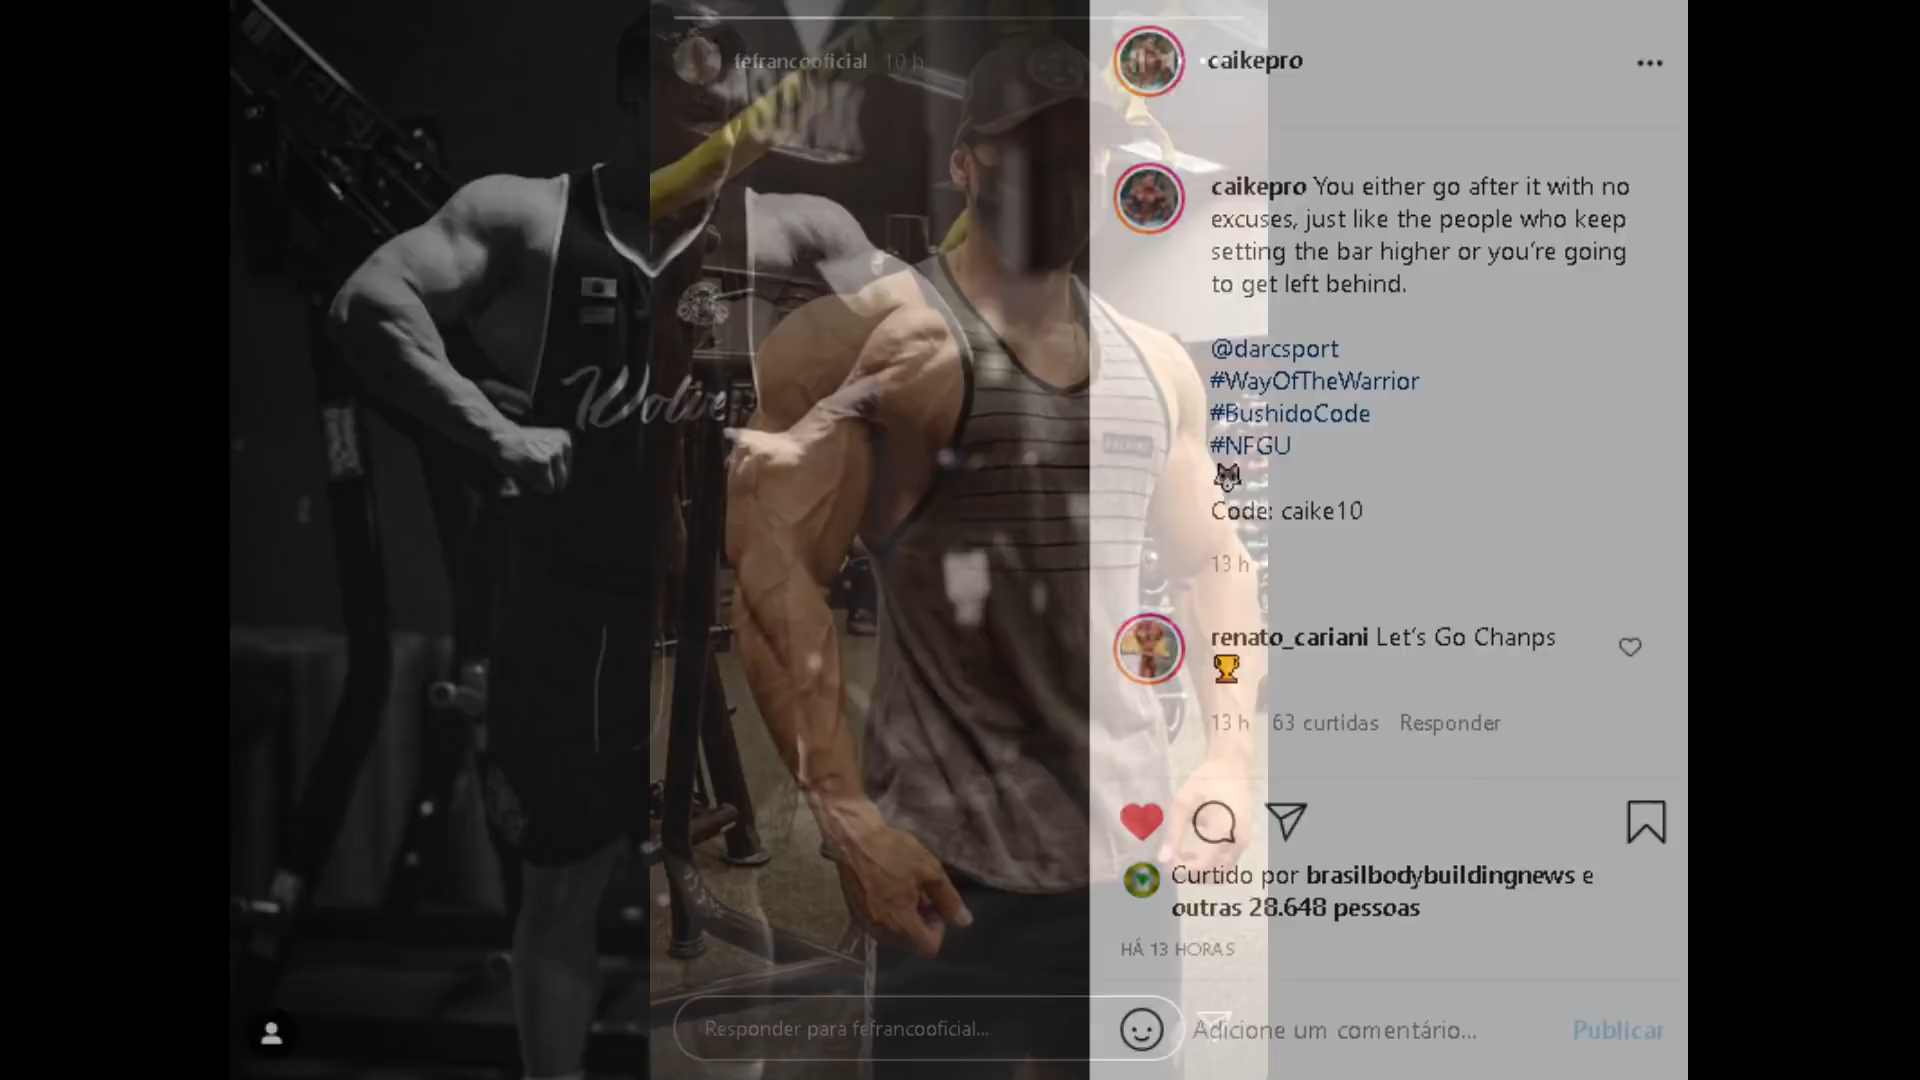 fefrancooficial 10 h
caikepro
caikepro You either go after it with no
excuses, just like the people who keep
setting the bar higher or you're going
to get left behind.
@darcsport
#WayOfTheWarrior
#BushidoCode
#NFGU
Code: caike10
13 h
renato_cariani Let's Go Chanps
13 h 63 curtidas Responder
Curtido por brasilbodybuildingnews e
outras 28.648 pessoas
HÁ 13 HORAS
Responder para fefrancooficial...
Adicione um comentário... Publicar